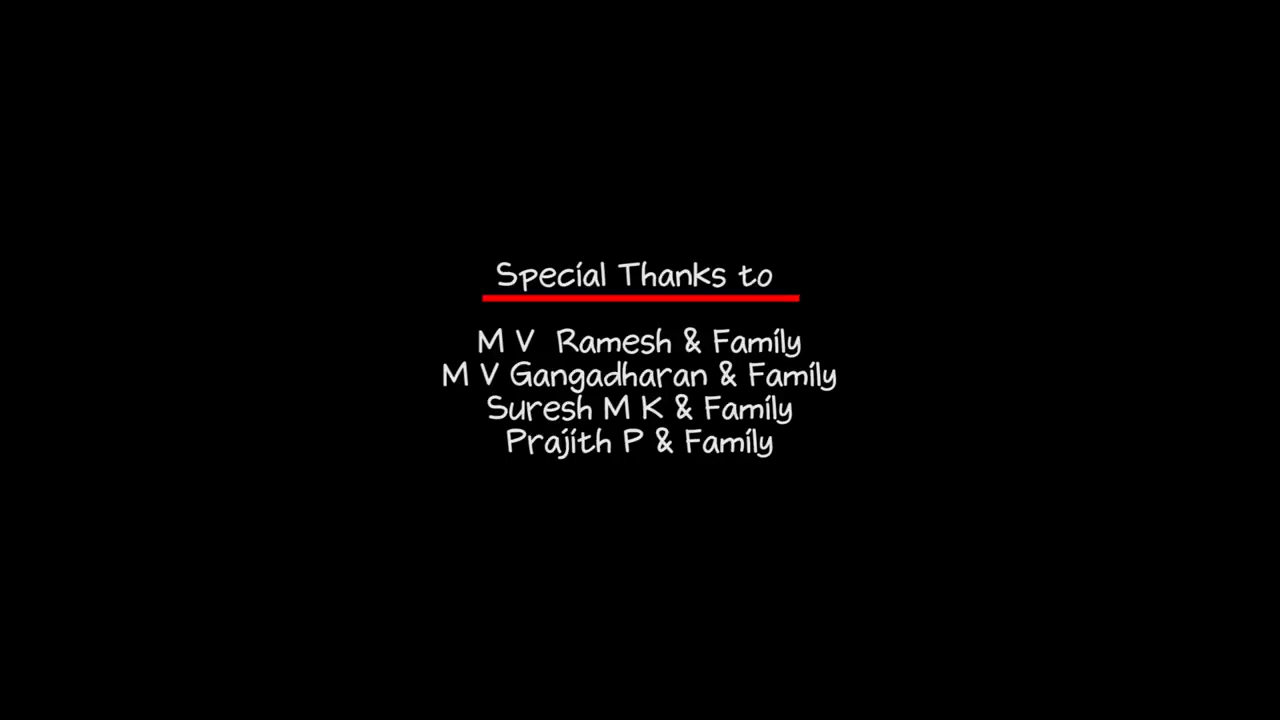 Special Thanks to
M V  Ramesh & Family
M V Gangadharan & Family
Suresh M K & Family
Prajith P & Family